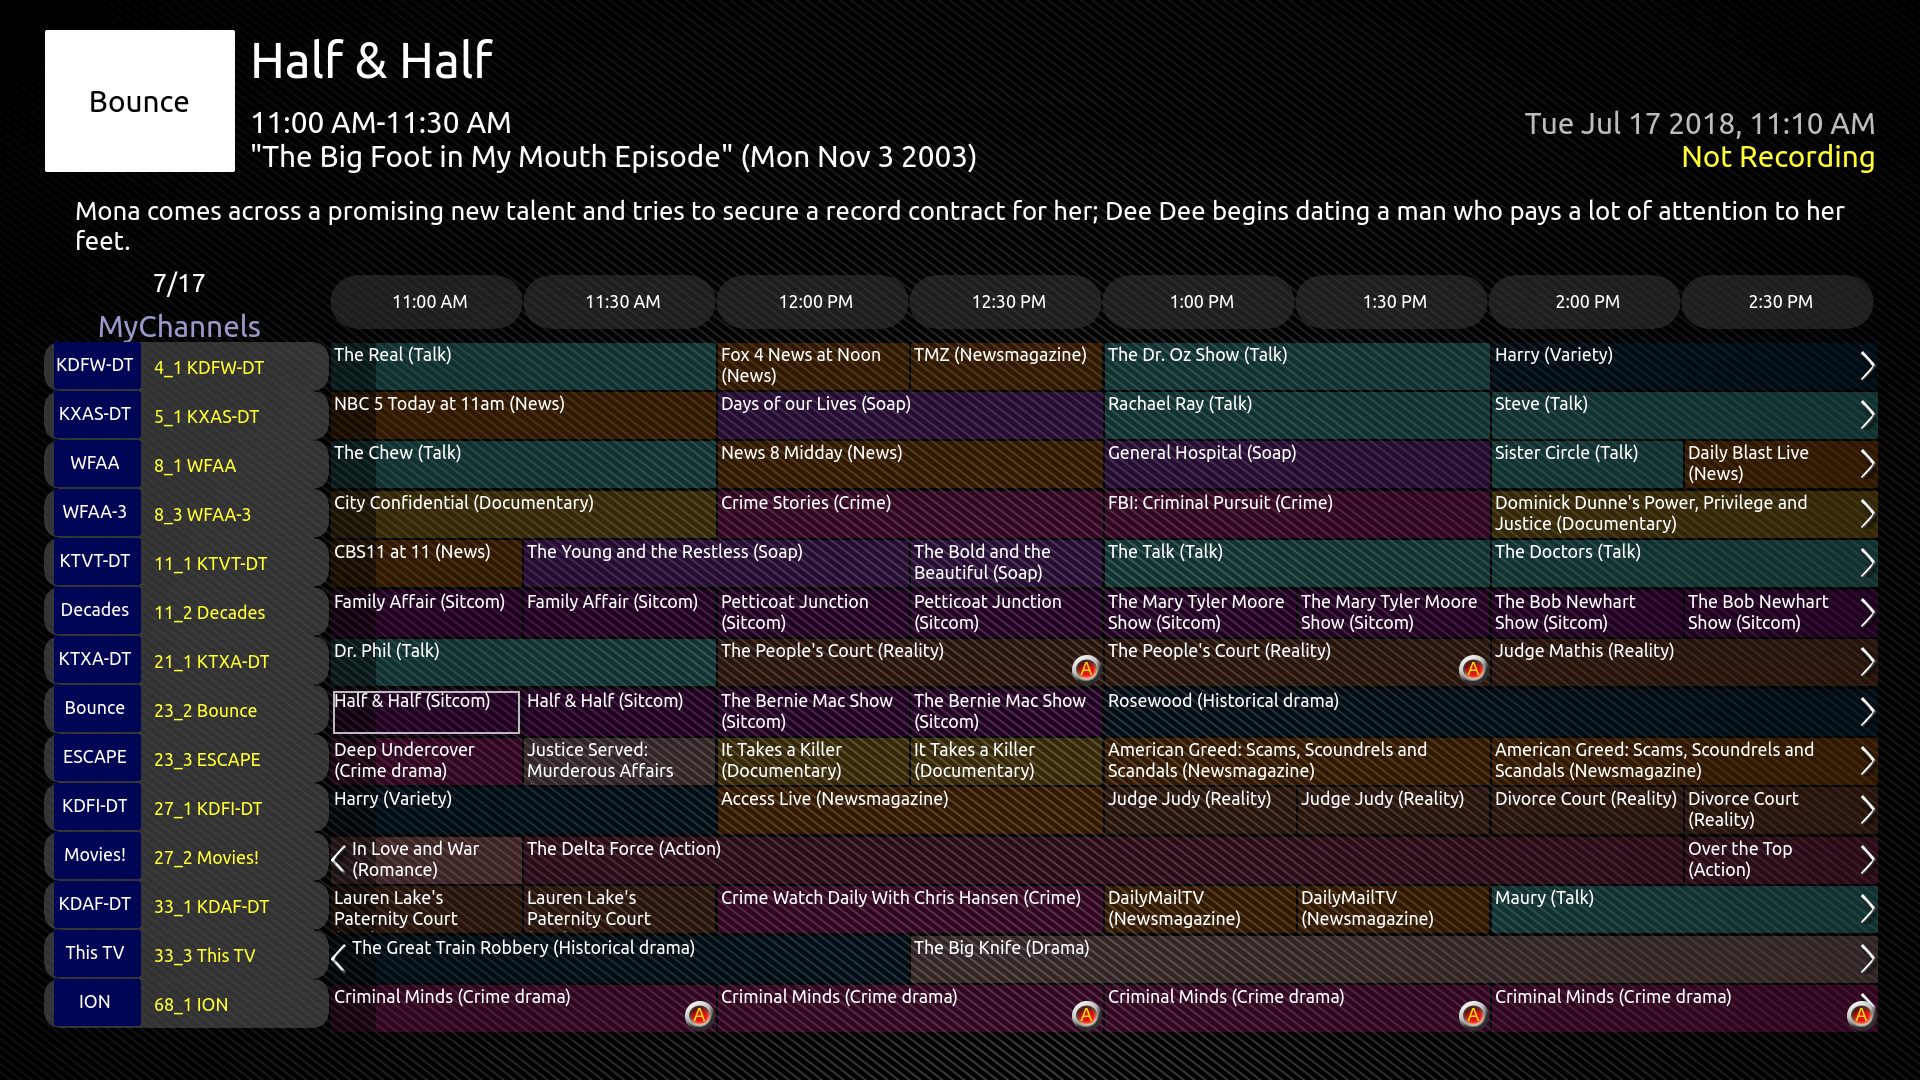 Bounce
Half & Half
11:00 AM-11:30 AM
"The Big Foot in My Mouth Episode" (Mon Nov 3 2003)
Tue Jul 17 2018, 11:10 AM
Not Recording
Mona comes across a promising new talent and tries to secure a record contract for her; Dee Dee begins dating a man who pays a lot of attention to her
feet.
7/17
MyChannels
11:00 AM
11:30 AM
12:00 PM
12:30 PM
1:00 PM
1:30 PM
2:00 PM
2:30 PM
KDFW-DT
4_1 KDFW-DT
The Real (Talk)
Fox 4 News at Noon
(News)
TMZ (Newsmagazine)
The Dr. Oz Show (Talk)
Harry (Variety)
KXAS-DT
5_1 KXAS-DT
NBC 5 Today at 11am (News)
Days of our Lives (Soap)
Rachael Ray (Talk)
Steve (Talk)
WFAA
8_1 WFAA
The Chew (Talk)
News 8 Midday (News)
General Hospital (Soap)
Sister Circle (Talk)
Daily Blast Live
(News)
WFAA-3
8_3 WFAA-3
City Confidential (Documentary)
Crime Stories (Crime)
FBI: Criminal Pursuit (Crime)
Dominick Dunne's Power, Privilege and
Justice (Documentary)
KTVT-DT
11_1 KTVT-DT
CBS11 at 11 (News)
The Young and the Restless (Soap)
The Bold and the
Beautiful (Soap)
The Talk (Talk)
The Doctors (Talk)
Decades
11_2 Decades
Family Affair (Sitcom)
Family Affair (Sitcom)
Petticoat Junction
(Sitcom)
Petticoat Junction
(Sitcom)
The Mary Tyler Moore
Show (Sitcom)
The Mary Tyler Moore
Show (Sitcom)
The Bob Newhart
Show (Sitcom)
The Bob Newhart
Show (Sitcom)
KTXA-DT
21_1 KTXA-DT
Dr. Phil (Talk)
The People's Court (Reality)
A
The People's Court (Reality)
A
Judge Mathis (Reality)
Bounce
23_2 Bounce
Half & Half (Sitcom)
Half & Half (Sitcom)
The Bernie Mac Show
(Sitcom)
The Bernie Mac Show
(Sitcom)
Rosewood (Historical drama)
ESCAPE
23_3 ESCAPE
Deep Undercover
(Crime drama)
Justice Served:
Murderous Affairs
It Takes a Killer
(Documentary)
It Takes a Killer
(Documentary)
American Greed: Scams, Scoundrels and
Scandals (Newsmagazine)
American Greed: Scams, Scoundrels and
Scandals (Newsmagazine)
KDFI-DT
27_1 KDFI-DT
Harry (Variety)
Access Live (Newsmagazine)
Judge Judy (Reality)
Judge Judy (Reality)
Divorce Court (Reality)
Divorce Court
(Reality)
Movies!
27_2 Movies!
In Love and War
(Romance)
The Delta Force (Action)
Over the Top
(Action)
KDAF-DT
33_1 KDAF-DT
Lauren Lake's
Paternity Court
Lauren Lake's
Paternity Court
Crime Watch Daily With Chris Hansen (Crime)
DailyMailTV
(Newsmagazine)
DailyMailTV
(Newsmagazine)
Maury (Talk)
This TV
33_3 This TV
The Great Train Robbery (Historical drama)
The Big Knife (Drama)
ION
68_1 ION
Criminal Minds (Crime drama)
A
Criminal Minds (Crime drama)
A
Criminal Minds (Crime drama)
A
Criminal Minds (Crime drama)
A